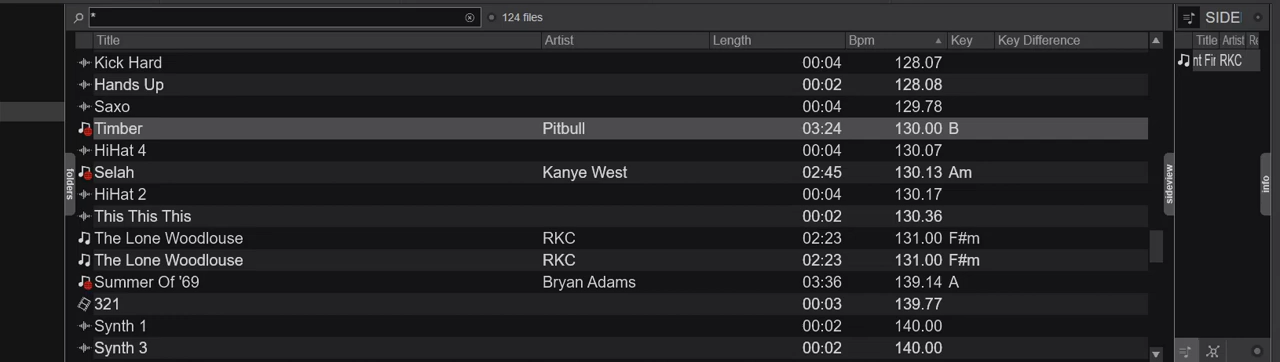 * 124 files SIDE
Title Artist Length Bpm Key Key Difference Title Artist Re
Kick Hard 00:04 128.07 nt Fir RKC
Hands Up 00:02 128.08
Saxo 00:04 129.78
Timber Pitbull 03:24 130.00 B
HiHat 4 00:04 130.07
Selah Kanye West 02:45 130.13 Am
HiHat 2 00:04 130.17
This This This 00:02 130.36
The Lone Woodlouse RKC 02:23 131.00 F#m
The Lone Woodlouse RKC 02:23 131.00 F#m
Summer Of '69 Bryan Adams 03:36 139.14 A
321 00:03 139.77
Synth 1 00:02 140.00
Synth 3 00:02 140.00
folders
sideview
info